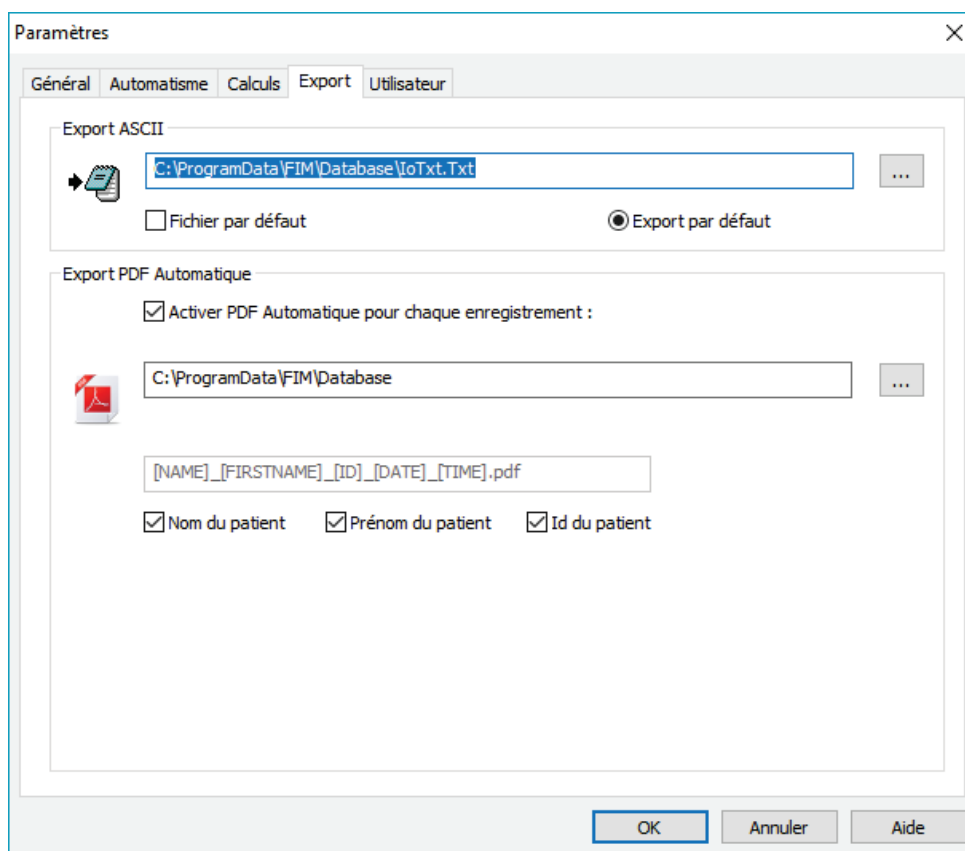 Paramètres
Général Automatisme Calculs Export Utilisateur
Export ASCII
C:\ProgramData\FIM\Database\IoTxt.Txt
...
Fichier par défaut Export par défaut
Export PDF Automatique
Activer PDF Automatique pour chaque enregistrement :
C:\ProgramData\FIM\Database
...
[NAME]_[FIRSTNAME]_[ID]_[DATE]_[TIME].pdf
Nom du patient Prénom du patient Id du patient
OK Annuler Aide